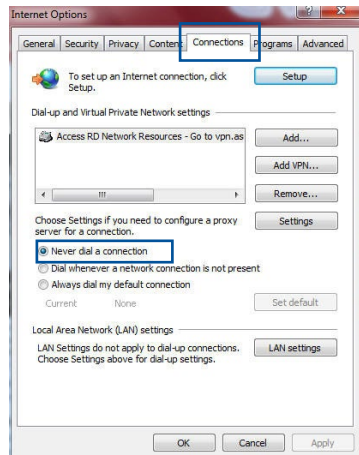 Internet Options
General Security Privacy Content Connections Programs Advanced
To set up an Internet connection, click
Setup.
Setup
Dial-up and Virtual Private Network settings
Access RD Network Resources - Go to vpn.as
Add...
Add VPN...
Remove...
Choose Settings if you need to configure a proxy
server for a connection.
Settings
Never dial a connection
Dial whenever a network connection is not present
Always dial my default connection
Current None
Set default
Local Area Network (LAN) settings
LAN Settings do not apply to dial-up connections.
Choose Settings above for dial-up settings.
LAN settings
OK Cancel Apply